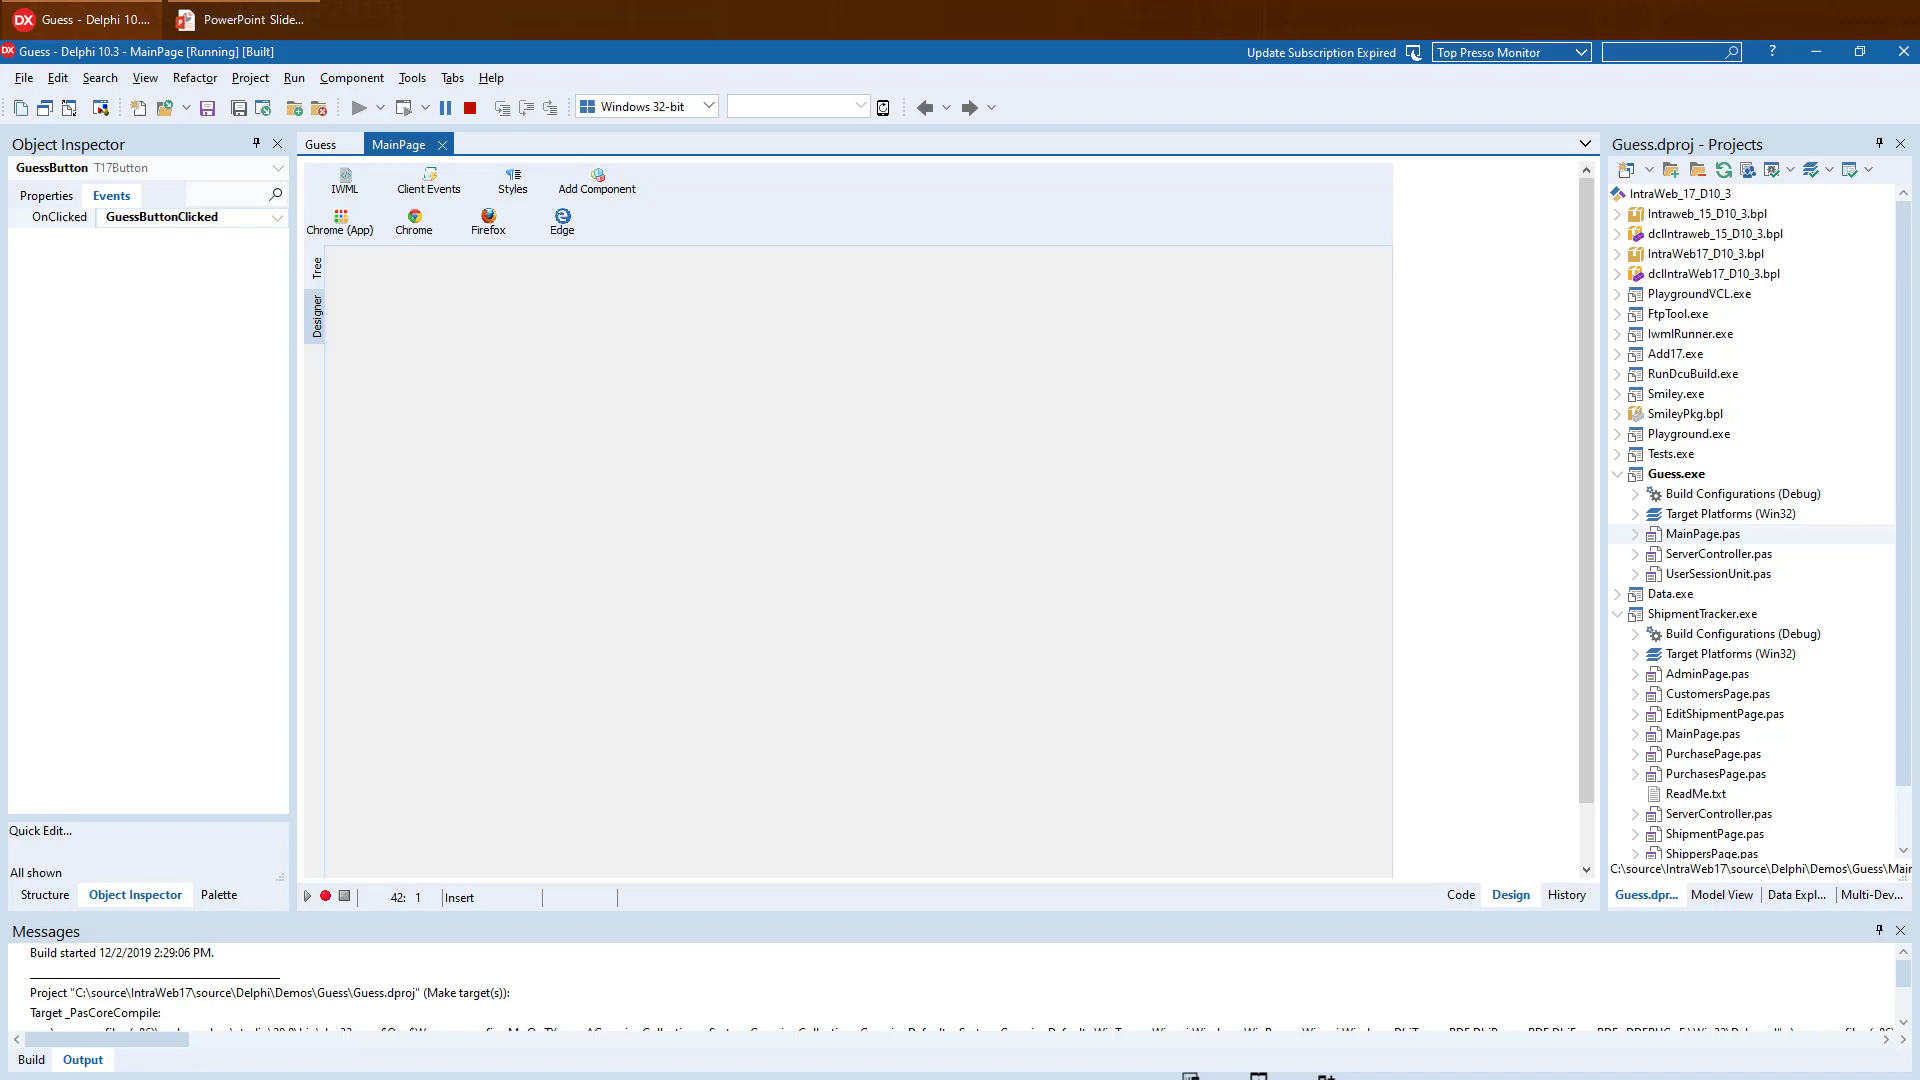 Guess - Delphi 10....
PowerPoint Slide...
Guess - Delphi 10.3 - MainPage [Running] [Built]
Update Subscription Expired
Top Presso Monitor
?
File Edit Search View Refactor Project Run Component Tools Tabs Help
Windows 32-bit
Object Inspector
GuessButton T17Button
Properties Events
OnClicked GuessButtonClicked
Quick Edit...
All shown
Structure Object Inspector Palette
Guess MainPage
IWML Client Events Styles Add Component
Chrome (App) Chrome Firefox Edge
Tree
Designer
42: 1 Insert
Code Design History
Guess.dproj - Projects
IntraWeb_17_D10_3
Intraweb_15_D10_3.bpl
dclIntraweb_15_D10_3.bpl
IntraWeb17_D10_3.bpl
dclIntraWeb17_D10_3.bpl
PlaygroundVCL.exe
FtpTool.exe
IwmlRunner.exe
Add17.exe
RunDcuBuild.exe
Smiley.exe
SmileyPkg.bpl
Playground.exe
Tests.exe
Guess.exe
Build Configurations (Debug)
Target Platforms (Win32)
MainPage.pas
ServerController.pas
UserSessionUnit.pas
Data.exe
ShipmentTracker.exe
Build Configurations (Debug)
Target Platforms (Win32)
AdminPage.pas
CustomersPage.pas
EditShipmentPage.pas
MainPage.pas
PurchasePage.pas
PurchasesPage.pas
ReadMe.txt
ServerController.pas
ShipmentPage.pas
ShippersPage.pas
C:\source\IntraWeb17\source\Delphi\Demos\Guess\Mair
Guess.dpr... Model View Data Expl... Multi-Dev...
Messages
Build started 12/2/2019 2:29:06 PM.
Project "C:\source\IntraWeb17\source\Delphi\Demos\Guess\Guess.dproj" (Make target(s)):
Target _PasCoreCompile:
Build Output